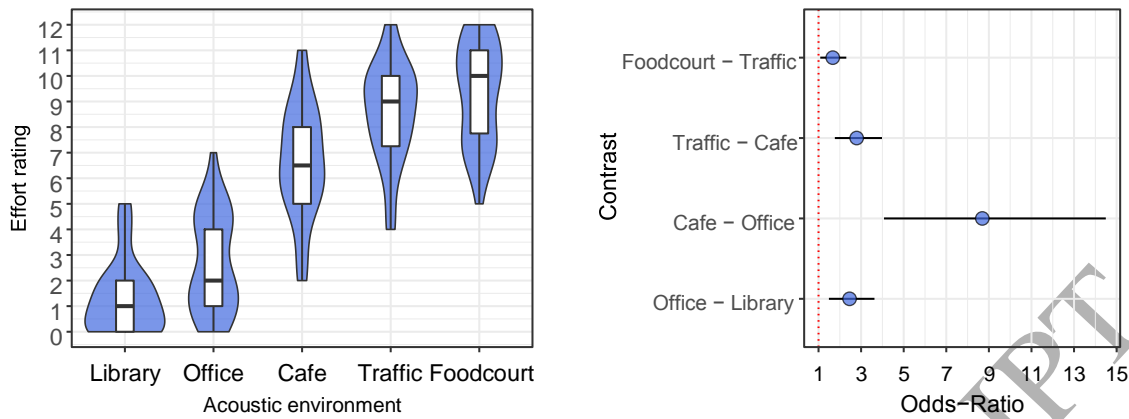 12
11
10
9
8
7
6
5
4
3
2
1
0
Effort rating
Library Office Cafe Traffic Foodcourt
Acoustic environment
Contrast
Foodcourt − Traffic
Traffic − Cafe
Cafe − Office
Office − Library
1 3 5 7 9 11 13 15
Odds−Ratio
IPT